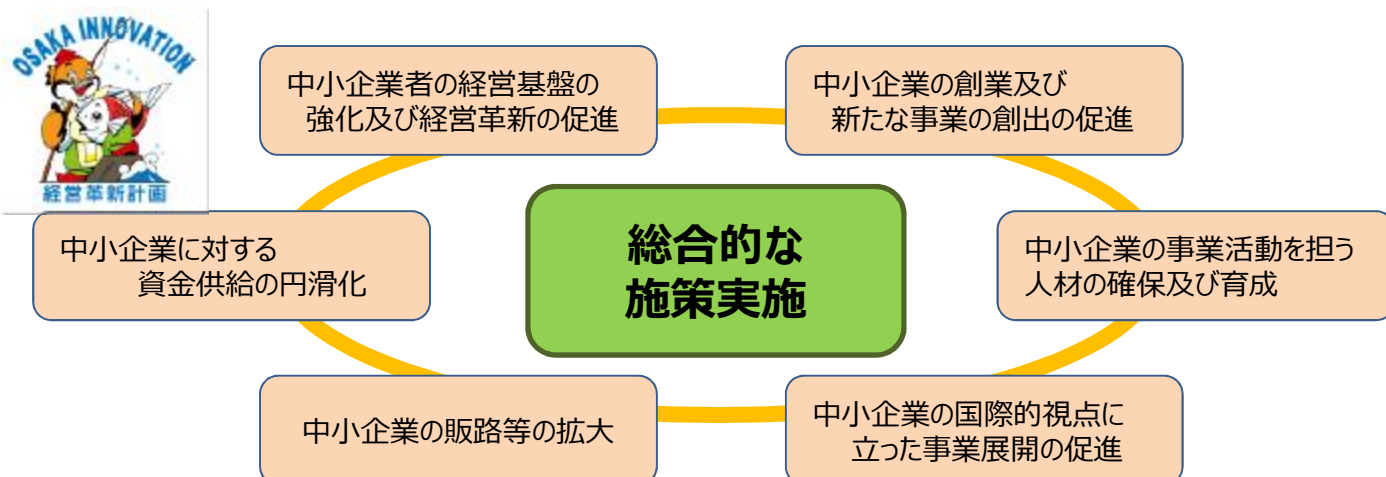 OSAKA INNOVATION
経営革新計画
中小企業者の経営基盤の
強化及び経営革新の促進
中小企業の創業及び
新たな事業の創出の促進
中小企業に対する
資金供給の円滑化
総合的な
施策実施
中小企業の事業活動を担う
人材の確保及び育成
中小企業の販路等の拡大
中小企業の国際的視点に
立った事業展開の促進